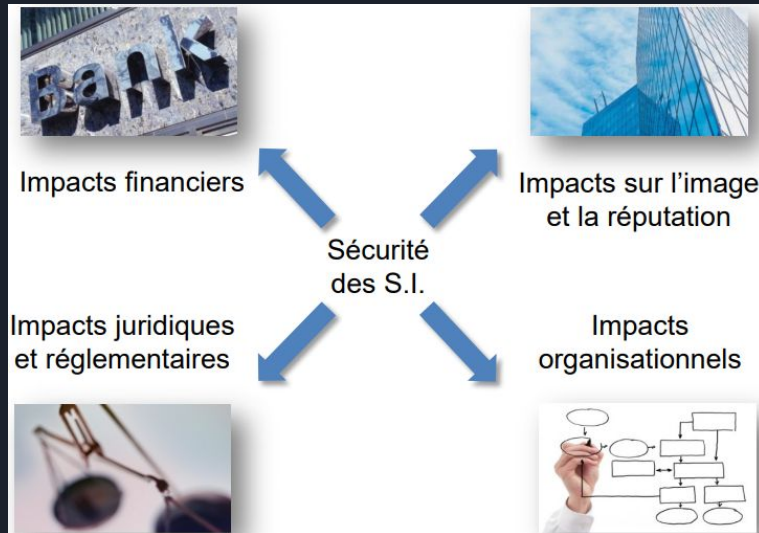 Bank
Impacts financiers
Impacts sur l'image
et la réputation
Sécurité
des S.I.
Impacts juridiques
et réglementaires
Impacts
organisationnels